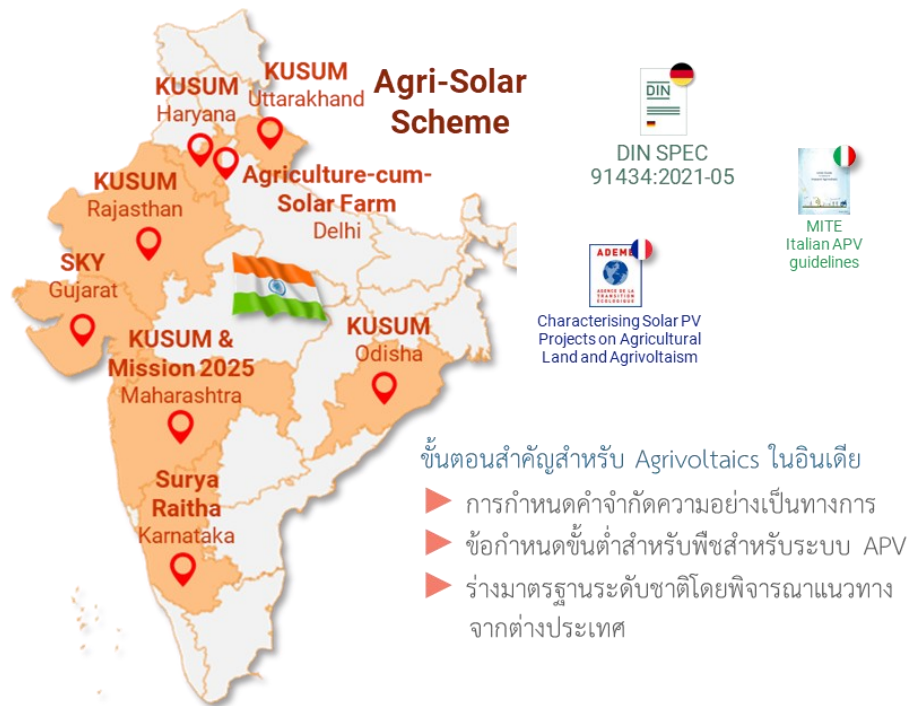 Agri-Solar
Scheme
KUSUM
Haryana
KUSUM
Uttarakhand
Agriculture-cum-
Solar Farm
Delhi
KUSUM
Rajasthan
SKY
Gujarat
KUSUM &
Mission 2025
Maharashtra
KUSUM
Odisha
Surya
Raitha
Karnataka
DIN
DIN SPEC
91434:2021-05
MITE
Italian APV
guidelines
ADEME
AGENCE DE LA
TRANSITION
ÉCOLOGIQUE
Characterising Solar PV
Projects on Agricultural
Land and Agrivoltaism
ขั้นตอนสำคัญสำหรับ Agrivoltaics ในอินเดีย
การกำหนดคำจำกัดความอย่างเป็นทางการ
ข้อกำหนดขั้นต่ำสำหรับพืชสำหรับระบบ APV
ร่างมาตรฐานระดับชาติโดยพิจารณาแนวทาง
จากต่างประเทศ